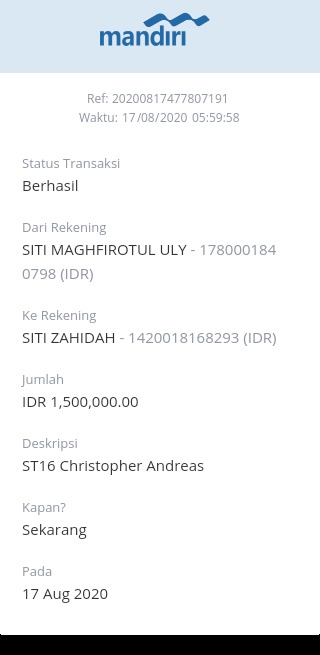 mandiri
Ref: 20200817477807191
Waktu: 17/08/2020 05:59:58
Status Transaksi
Berhasil
Dari Rekening
SITI MAGHFIROTUL ULY - 178000184
0798 (IDR)
Ke Rekening
SITI ZAHIDAH - 1420018168293 (IDR)
Jumlah
IDR 1,500,000.00
Deskripsi
ST16 Christopher Andreas
Kapan?
Sekarang
Pada
17 Aug 2020